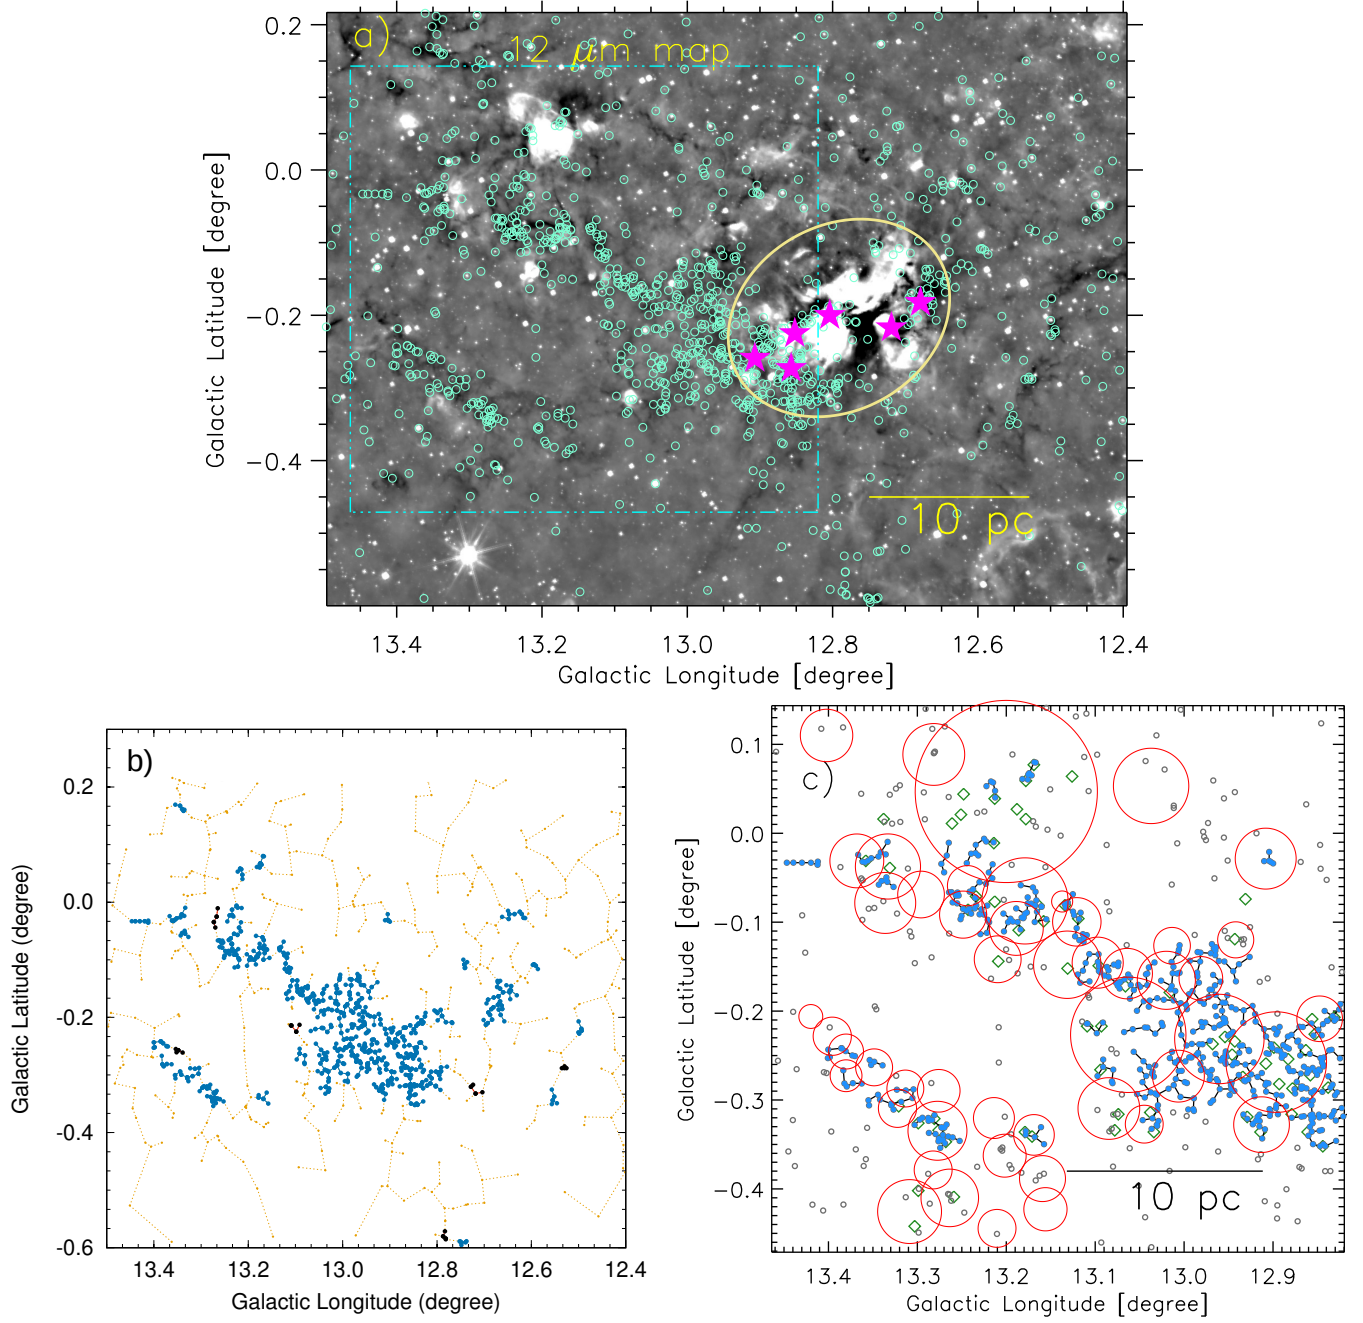 a)
12 μm map
0.2
0.0
−0.2
−0.4
Galactic Latitude [degree]
10 pc
13.4 13.2 13.0 12.8 12.6 12.4
Galactic Longitude [degree]
b)
0.2
0.0
-0.2
-0.4
-0.6
Galactic Latitude (degree)
13.4 13.2 13.0 12.8 12.6 12.4
Galactic Longitude (degree)
c)
0.1
0.0
−0.1
−0.2
−0.3
−0.4
Galactic Latitude [degree]
10 pc
13.4 13.3 13.2 13.1 13.0 12.9
Galactic Longitude [degree]